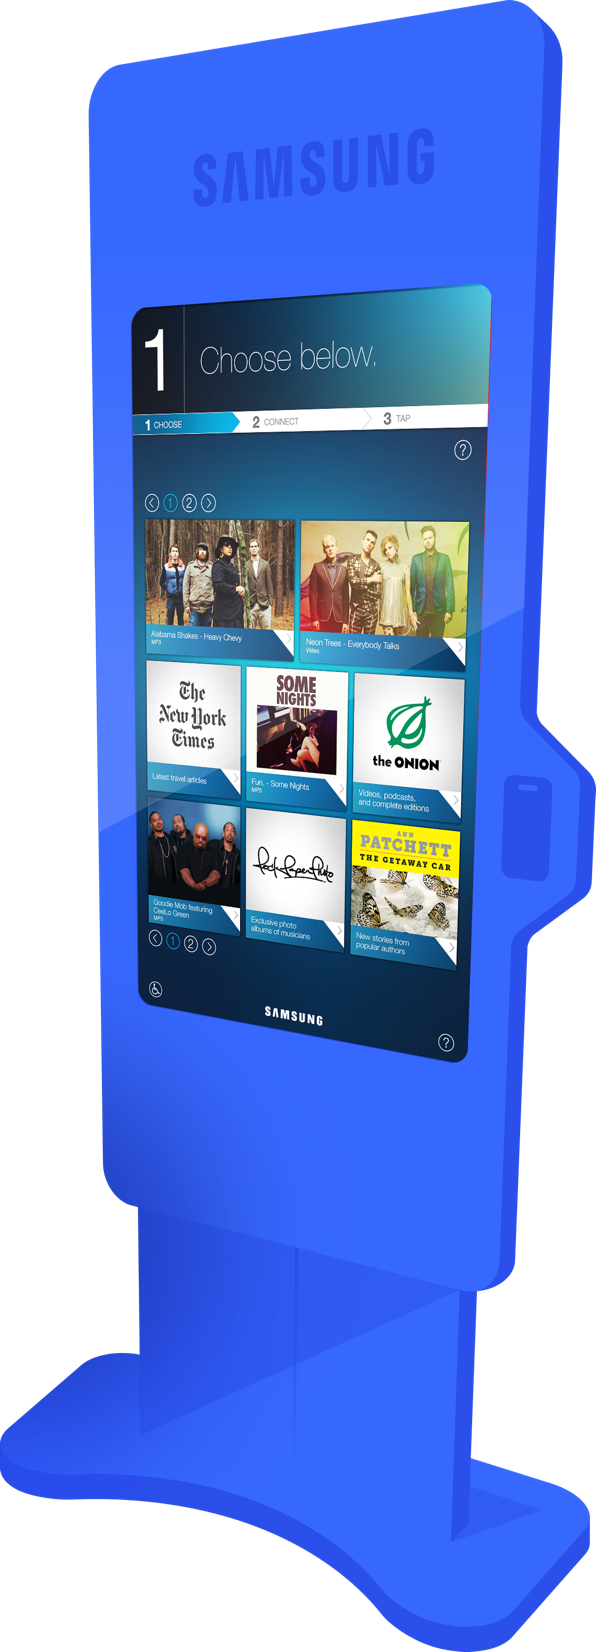 SAMSUNG
1
Choose below.
1 CHOOSE
2 CONNECT
3 TAP
?
1 2
Alabama Shakes - Heavy Chevy
MP3
Neon Trees - Everybody Talks
Video
The
New York
Times
Latest travel articles
SOME
NIGHTS
Fun. - Some Nights
MP3
the ONION
Videos, podcasts,
and complete editions
Goodie Mob featuring
CeeLo Green
MP3
RockPaperPhoto
Exclusive photo
albums of musicians
ANN
PATCHETT
THE GETAWAY CAR
New stories from
popular authors
1 2
SAMSUNG
?